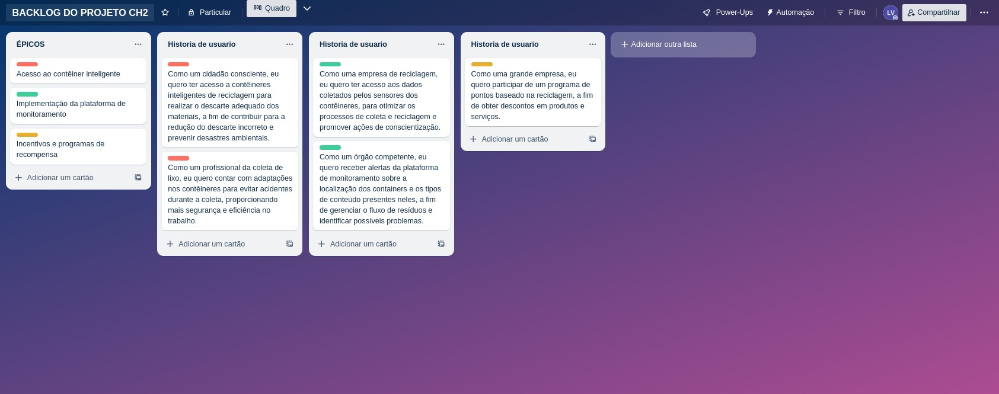 BACKLOG DO PROJETO CH2
Particular
Quadro
Power-Ups
Automação
Filtro
LV
Compartilhar
ÉPICOS
Acesso ao contêiner inteligente
Implementação da plataforma de
monitoramento
Incentivos e programas de
recompensa
Adicionar um cartão
Historia de usuario
Como um cidadão consciente, eu
quero ter acesso a contêineres
inteligentes de reciclagem para
realizar o descarte adequado dos
materiais, a fim de contribuir para a
redução do descarte incorreto e
prevenir desastres ambientais.
Como um profissional da coleta de
lixo, eu quero contar com adaptações
nos contêineres para evitar acidentes
durante a coleta, proporcionando
mais segurança e eficiência no
trabalho.
Adicionar um cartão
Historia de usuario
Como uma empresa de reciclagem,
eu quero ter acesso aos dados
coletados pelos sensores dos
contêineres, para otimizar os
processos de coleta e reciclagem e
promover ações de conscientização.
Como um órgão competente, eu
quero receber alertas da plataforma
de monitoramento sobre a
localização dos containers e os tipos
de conteúdo presentes neles, a fim
de gerenciar o fluxo de resíduos e
identificar possíveis problemas.
Adicionar um cartão
Historia de usuario
Como uma grande empresa, eu
quero participar de um programa de
pontos baseado na reciclagem, a fim
de obter descontos em produtos e
serviços.
Adicionar um cartão
Adicionar outra lista